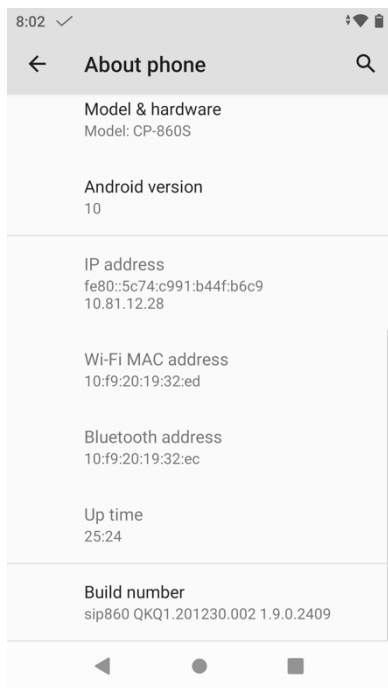 8:02
About phone
Model & hardware
Model: CP-860S
Android version
10
IP address
fe80::5c74:c991:b44f:b6c9
10.81.12.28
Wi-Fi MAC address
10:f9:20:19:32:ed
Bluetooth address
10:f9:20:19:32:ec
Up time
25:24
Build number
sip860 QKQ1.201230.002 1.9.0.2409